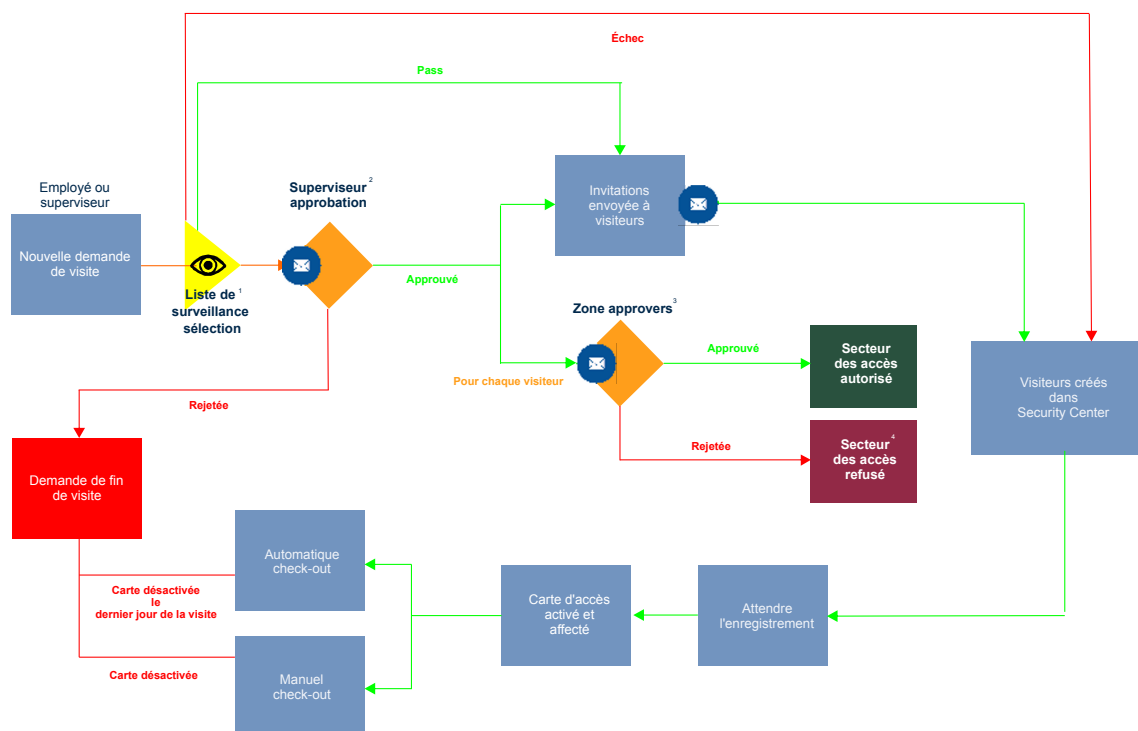 Échec
Pass
Employé ou
superviseur
Nouvelle demande
de visite
Liste de 1
surveillance
sélection
Superviseur 2
approbation
Approuvé
Invitations
envoyée à
visiteurs
Zone approvers 3
Pour chaque visiteur
Approuvé
Secteur
des accès
autorisé
Rejetée
Secteur 4
des accès
refusé
Visiteurs créés
dans
Security Center
Rejetée
Demande de fin
de visite
Automatique
check-out
Carte désactivée
le
dernier jour de la visite
Carte d'accès
activé et
affecté
Attendre
l'enregistrement
Carte désactivée
Manuel
check-out